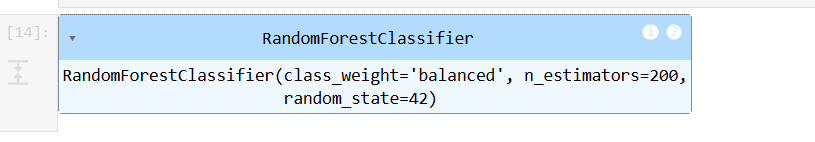 [14]:
▾ RandomForestClassifier i ?
RandomForestClassifier(class_weight='balanced', n_estimators=200,
random_state=42)